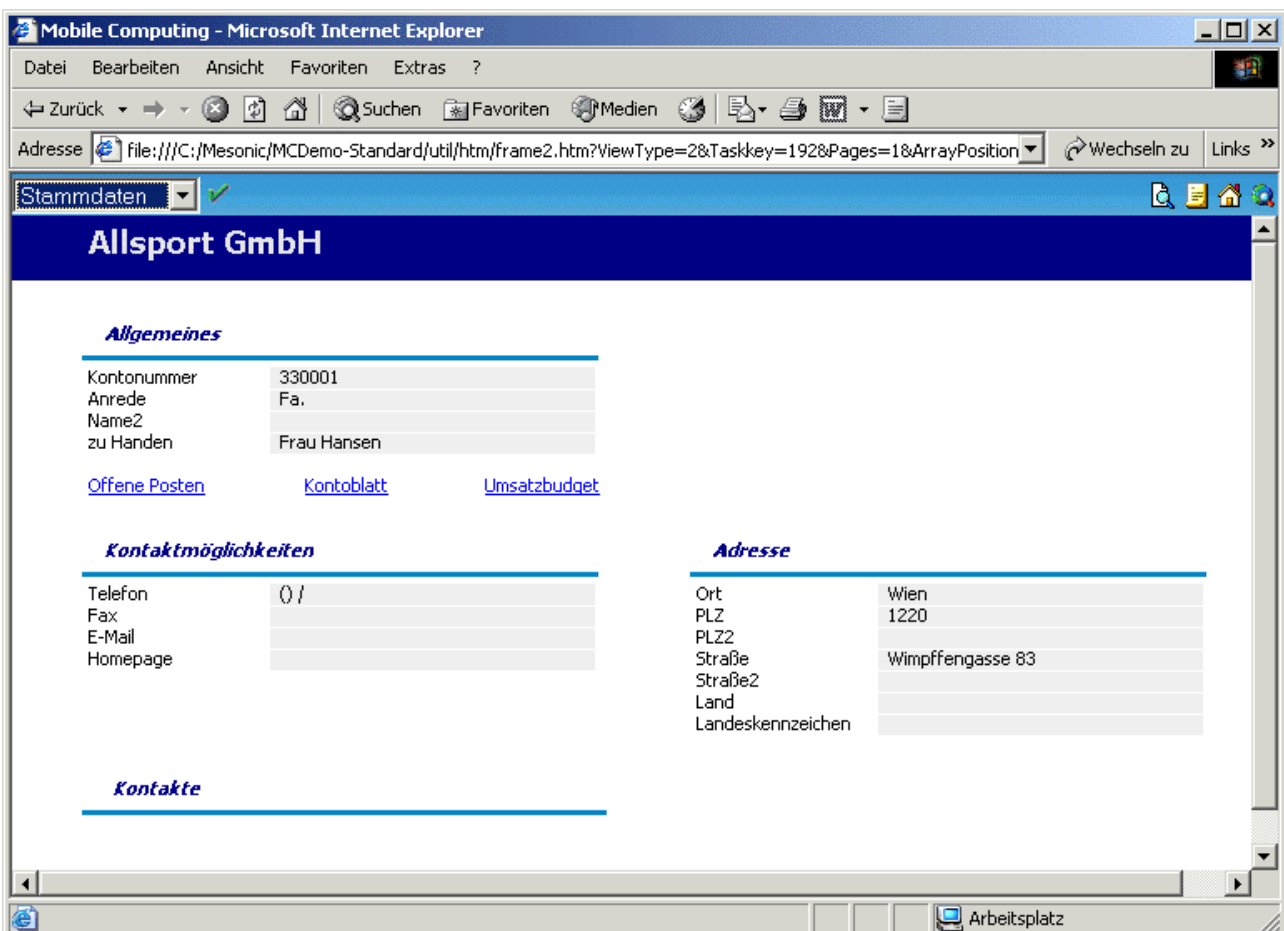 Mobile Computing - Microsoft Internet Explorer
Datei Bearbeiten Ansicht Favoriten Extras ?
Zurück Suchen Favoriten Medien
Adresse file:///C:/Mesonic/MCDemo-Standard/util/htm/frame2.htm?ViewType=2&Taskkey=192&Pages=1&ArrayPosition Wechseln zu Links »
Stammdaten
Allsport GmbH
Allgemeines
Kontonummer 330001
Anrede Fa.
Name2
zu Handen Frau Hansen
Offene Posten Kontoblatt Umsatzbudget
Kontaktmöglichkeiten
Telefon () /
Fax
E-Mail
Homepage
Adresse
Ort Wien
PLZ 1220
PLZ2
Straße Wimpffengasse 83
Straße2
Land
Landeskennzeichen
Kontakte
Arbeitsplatz